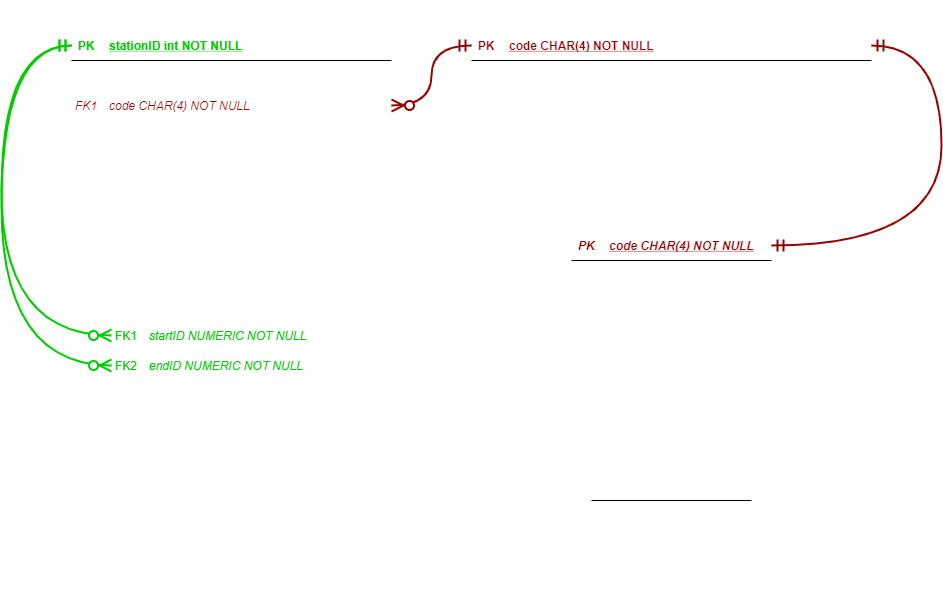 PK stationID int NOT NULL
PK code CHAR(4) NOT NULL
FK1 code CHAR(4) NOT NULL
PK code CHAR(4) NOT NULL
FK1 startID NUMERIC NOT NULL
FK2 endID NUMERIC NOT NULL